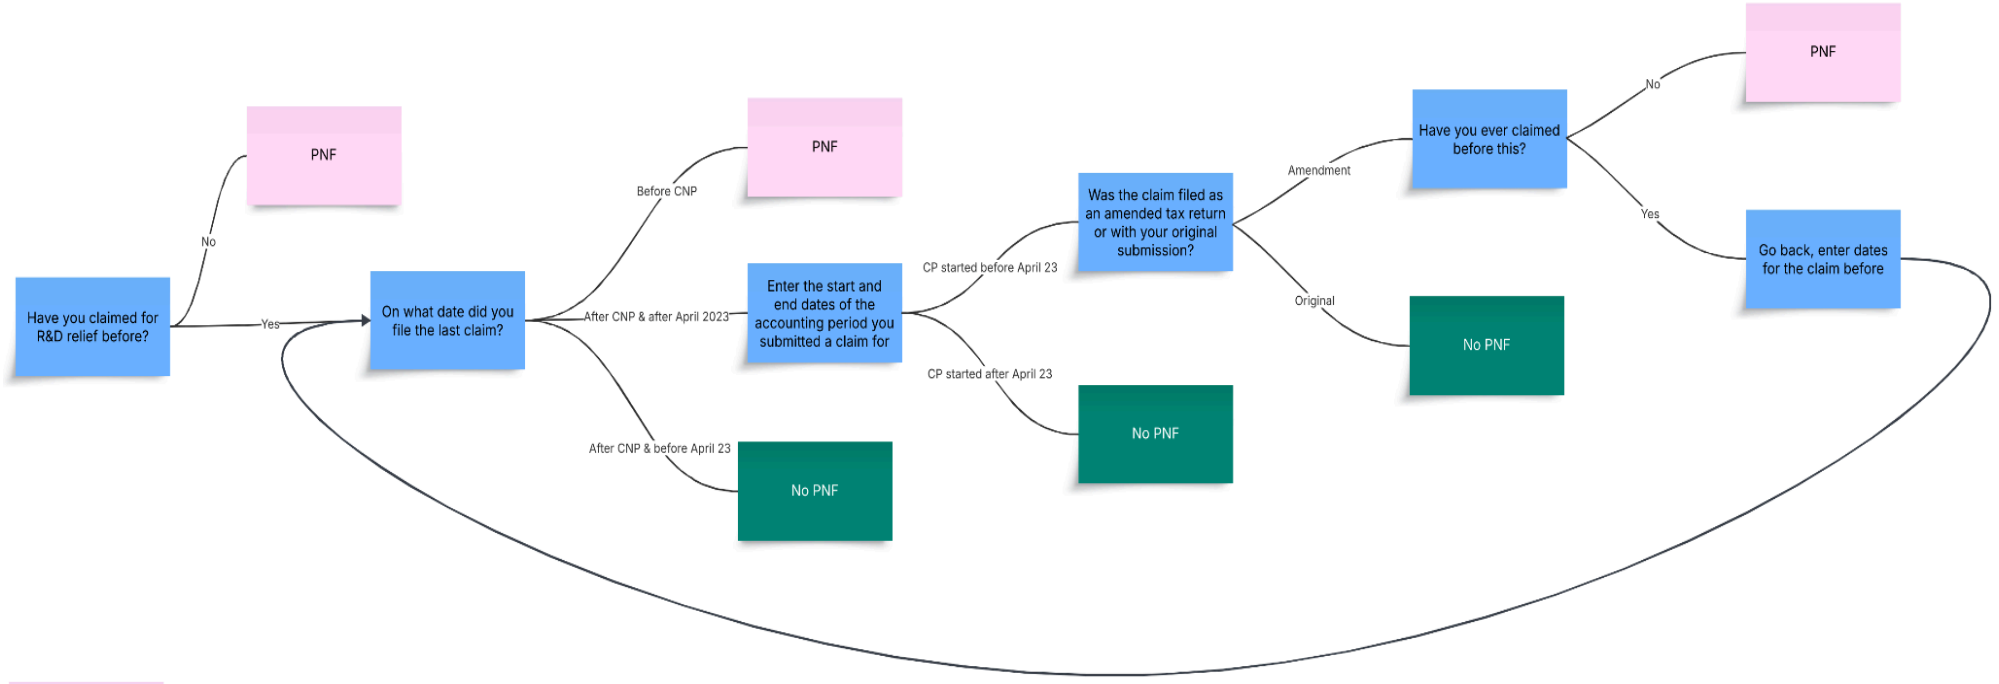 Have you claimed for
R&D relief before?
No
PNF
Yes
On what date did you
file the last claim?
Before CNP
PNF
After CNP & after April 2023
Enter the start and
end dates of the
accounting period you
submitted a claim for
After CNP & before April 23
No PNF
CP started before April 23
Was the claim filed as
an amended tax return
or with your original
submission?
CP started after April 23
No PNF
Amendment
Have you ever claimed
before this?
Original
No PNF
No
PNF
Yes
Go back, enter dates
for the claim before